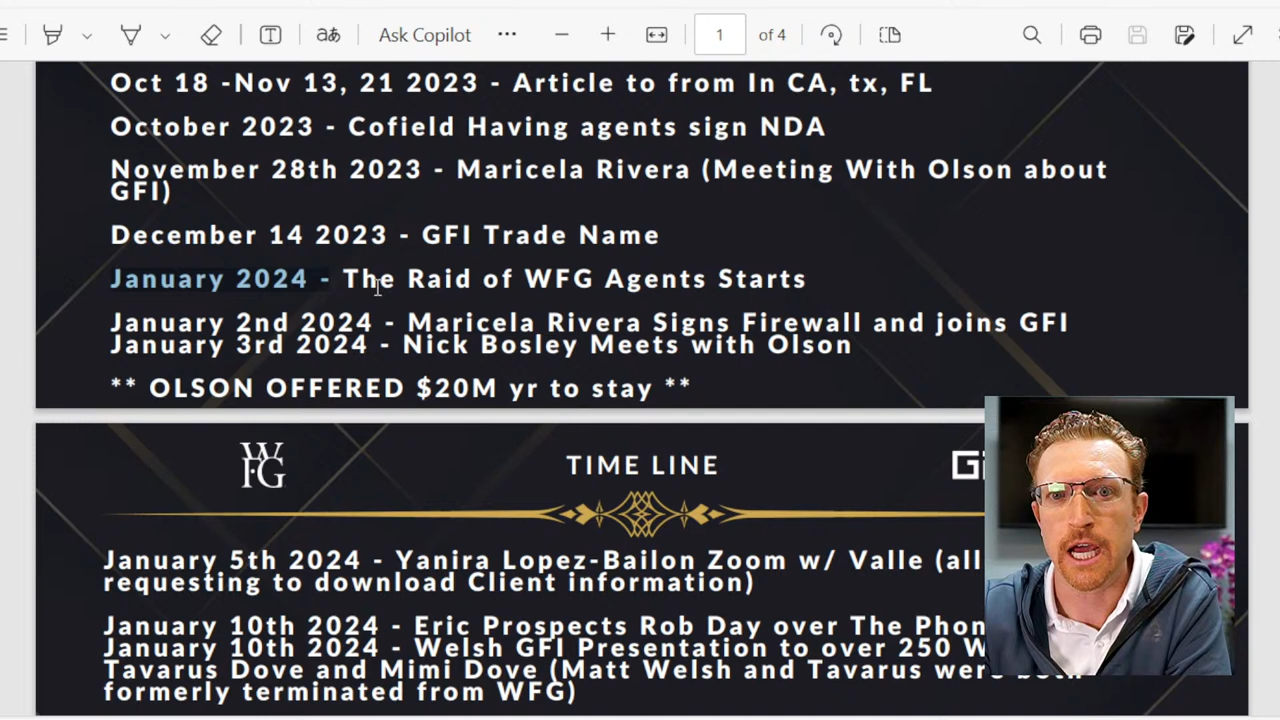 Ask Copilot
1 of 4
Oct 18 -Nov 13, 21 2023 - Article to from In CA, tx, FL
October 2023 - Cofield Having agents sign NDA
November 28th 2023 - Maricela Rivera (Meeting With Olson about
GFI)
December 14 2023 - GFI Trade Name
January 2024 - The Raid of WFG Agents Starts
January 2nd 2024 - Maricela Rivera Signs Firewall and joins GFI
January 3rd 2024 - Nick Bosley Meets with Olson
** OLSON OFFERED $20M yr to stay **
WFG
TIME LINE
January 5th 2024 - Yanira Lopez-Bailon Zoom w/ Valle (all
requesting to download Client information)
January 10th 2024 - Eric Prospects Rob Day over The Phon
January 10th 2024 - Welsh GFI Presentation to over 250 W
Tavarus Dove and Mimi Dove (Matt Welsh and Tavarus were both
formerly terminated from WFG)